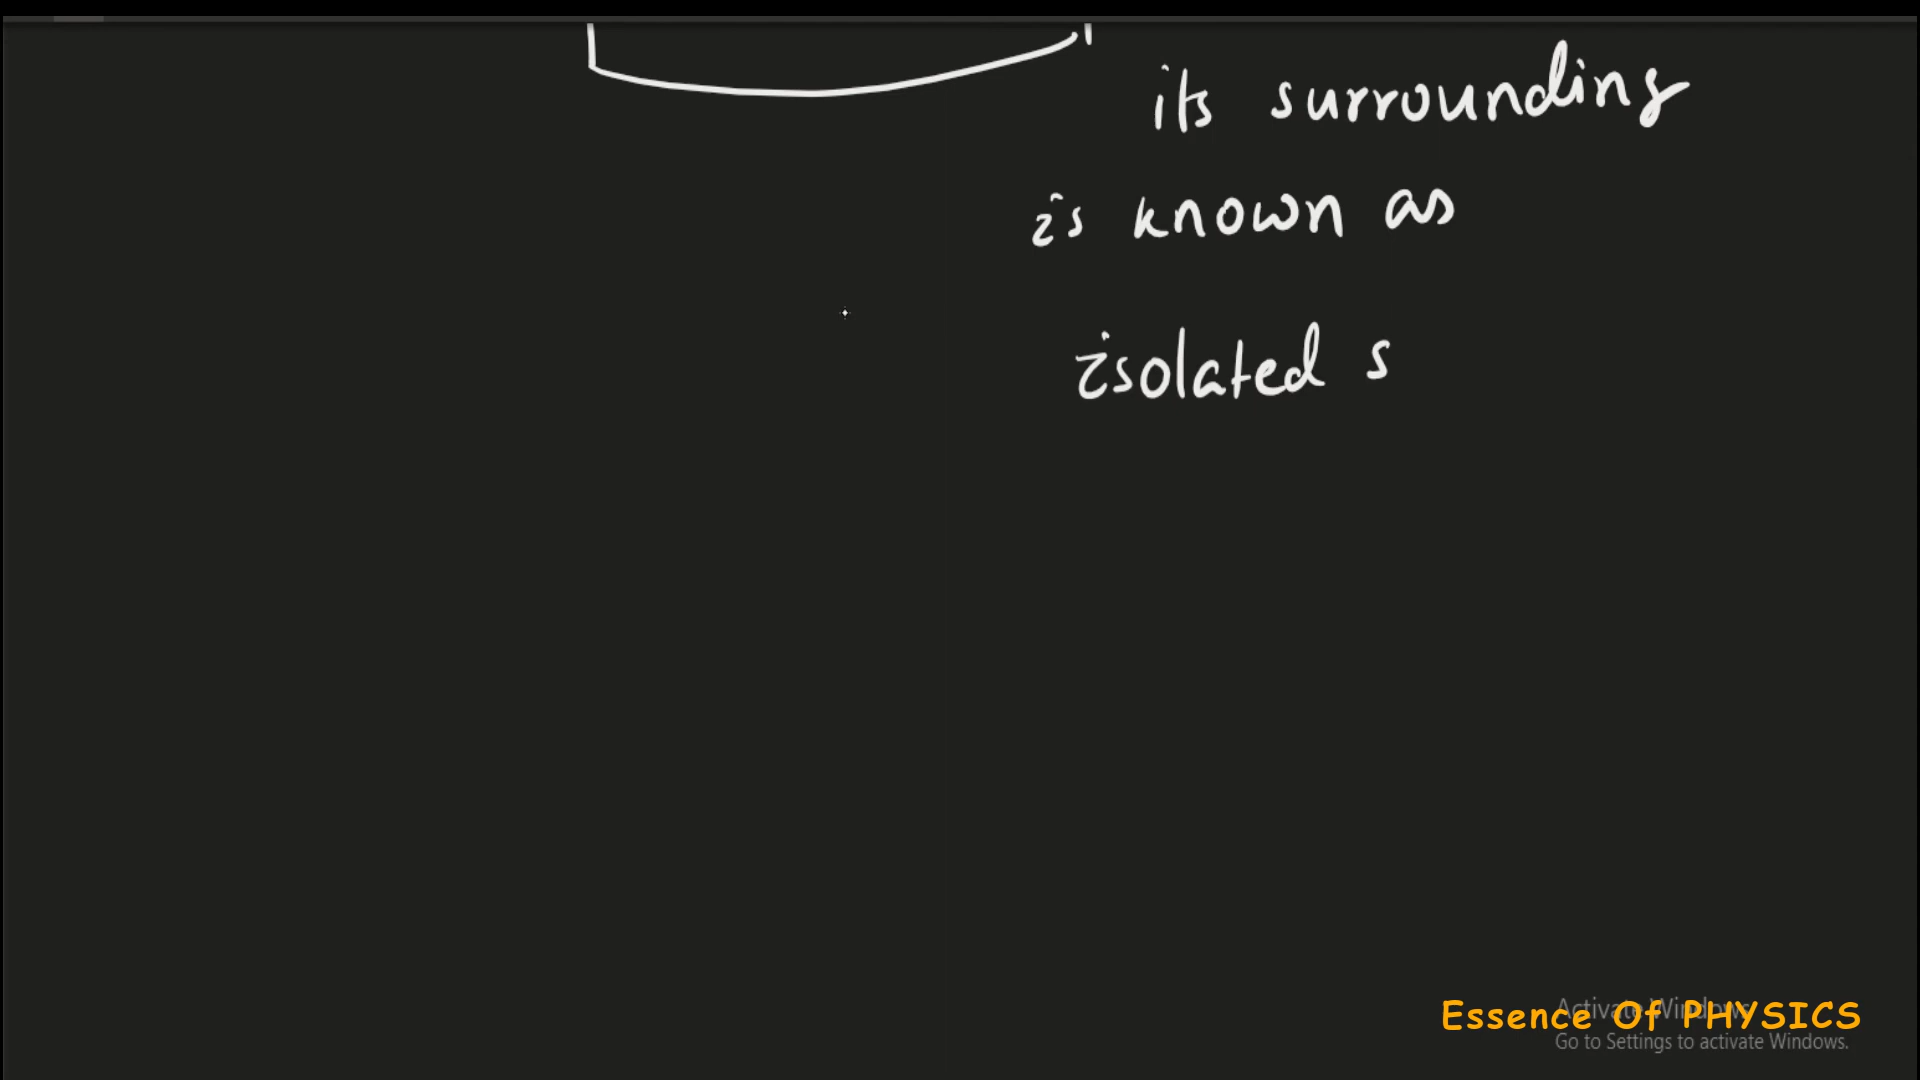 its surrounding
is known as
isolated s
Essence Of PHYSICS
Activate Windows
Go to Settings to activate Windows.